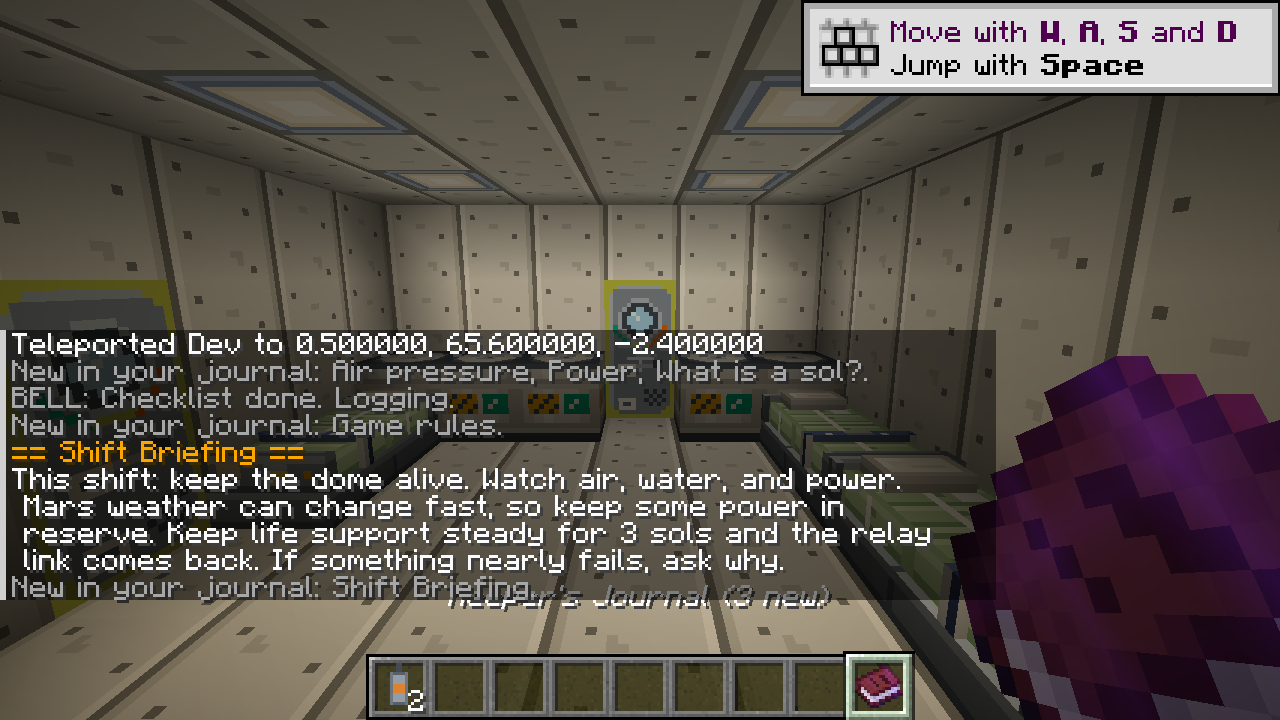 Move with W, A, S and D
Jump with Space
Teleported Dev to 0.500000, 65.600000, -2.400000
New in your journal: Air pressure, Power, What is a sol?.
BELL: Checklist done. Logging.
New in your journal: Game rules.
== Shift Briefing ==
This shift: keep the dome alive. Watch air, water, and power.
Mars weather can change fast, so keep some power in
reserve. Keep life support steady for 3 sols and the relay
link comes back. If something nearly fails, ask why.
New in your journal: Shift Briefing.
Keeper's Journal (3 new)
2